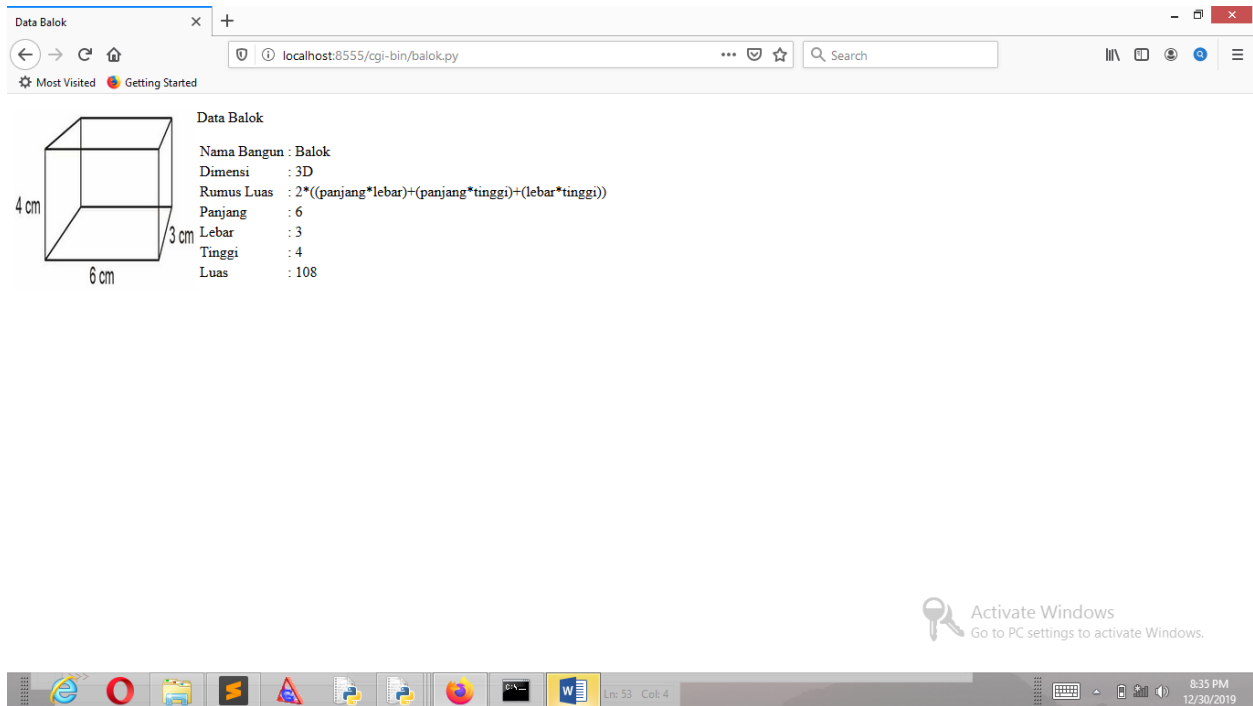 Data Balok
localhost:8555/cgi-bin/balok.py
Search
Most Visited
Getting Started
Data Balok
Nama Bangun : Balok
Dimensi : 3D
Rumus Luas : 2*((panjang*lebar)+(panjang*tinggi)+(lebar*tinggi))
Panjang : 6
Lebar : 3
Tinggi : 4
Luas : 108
4 cm
3 cm
6 cm
Activate Windows
Go to PC settings to activate Windows.
Ln: 53 Col: 4
8:35 PM
12/30/2019